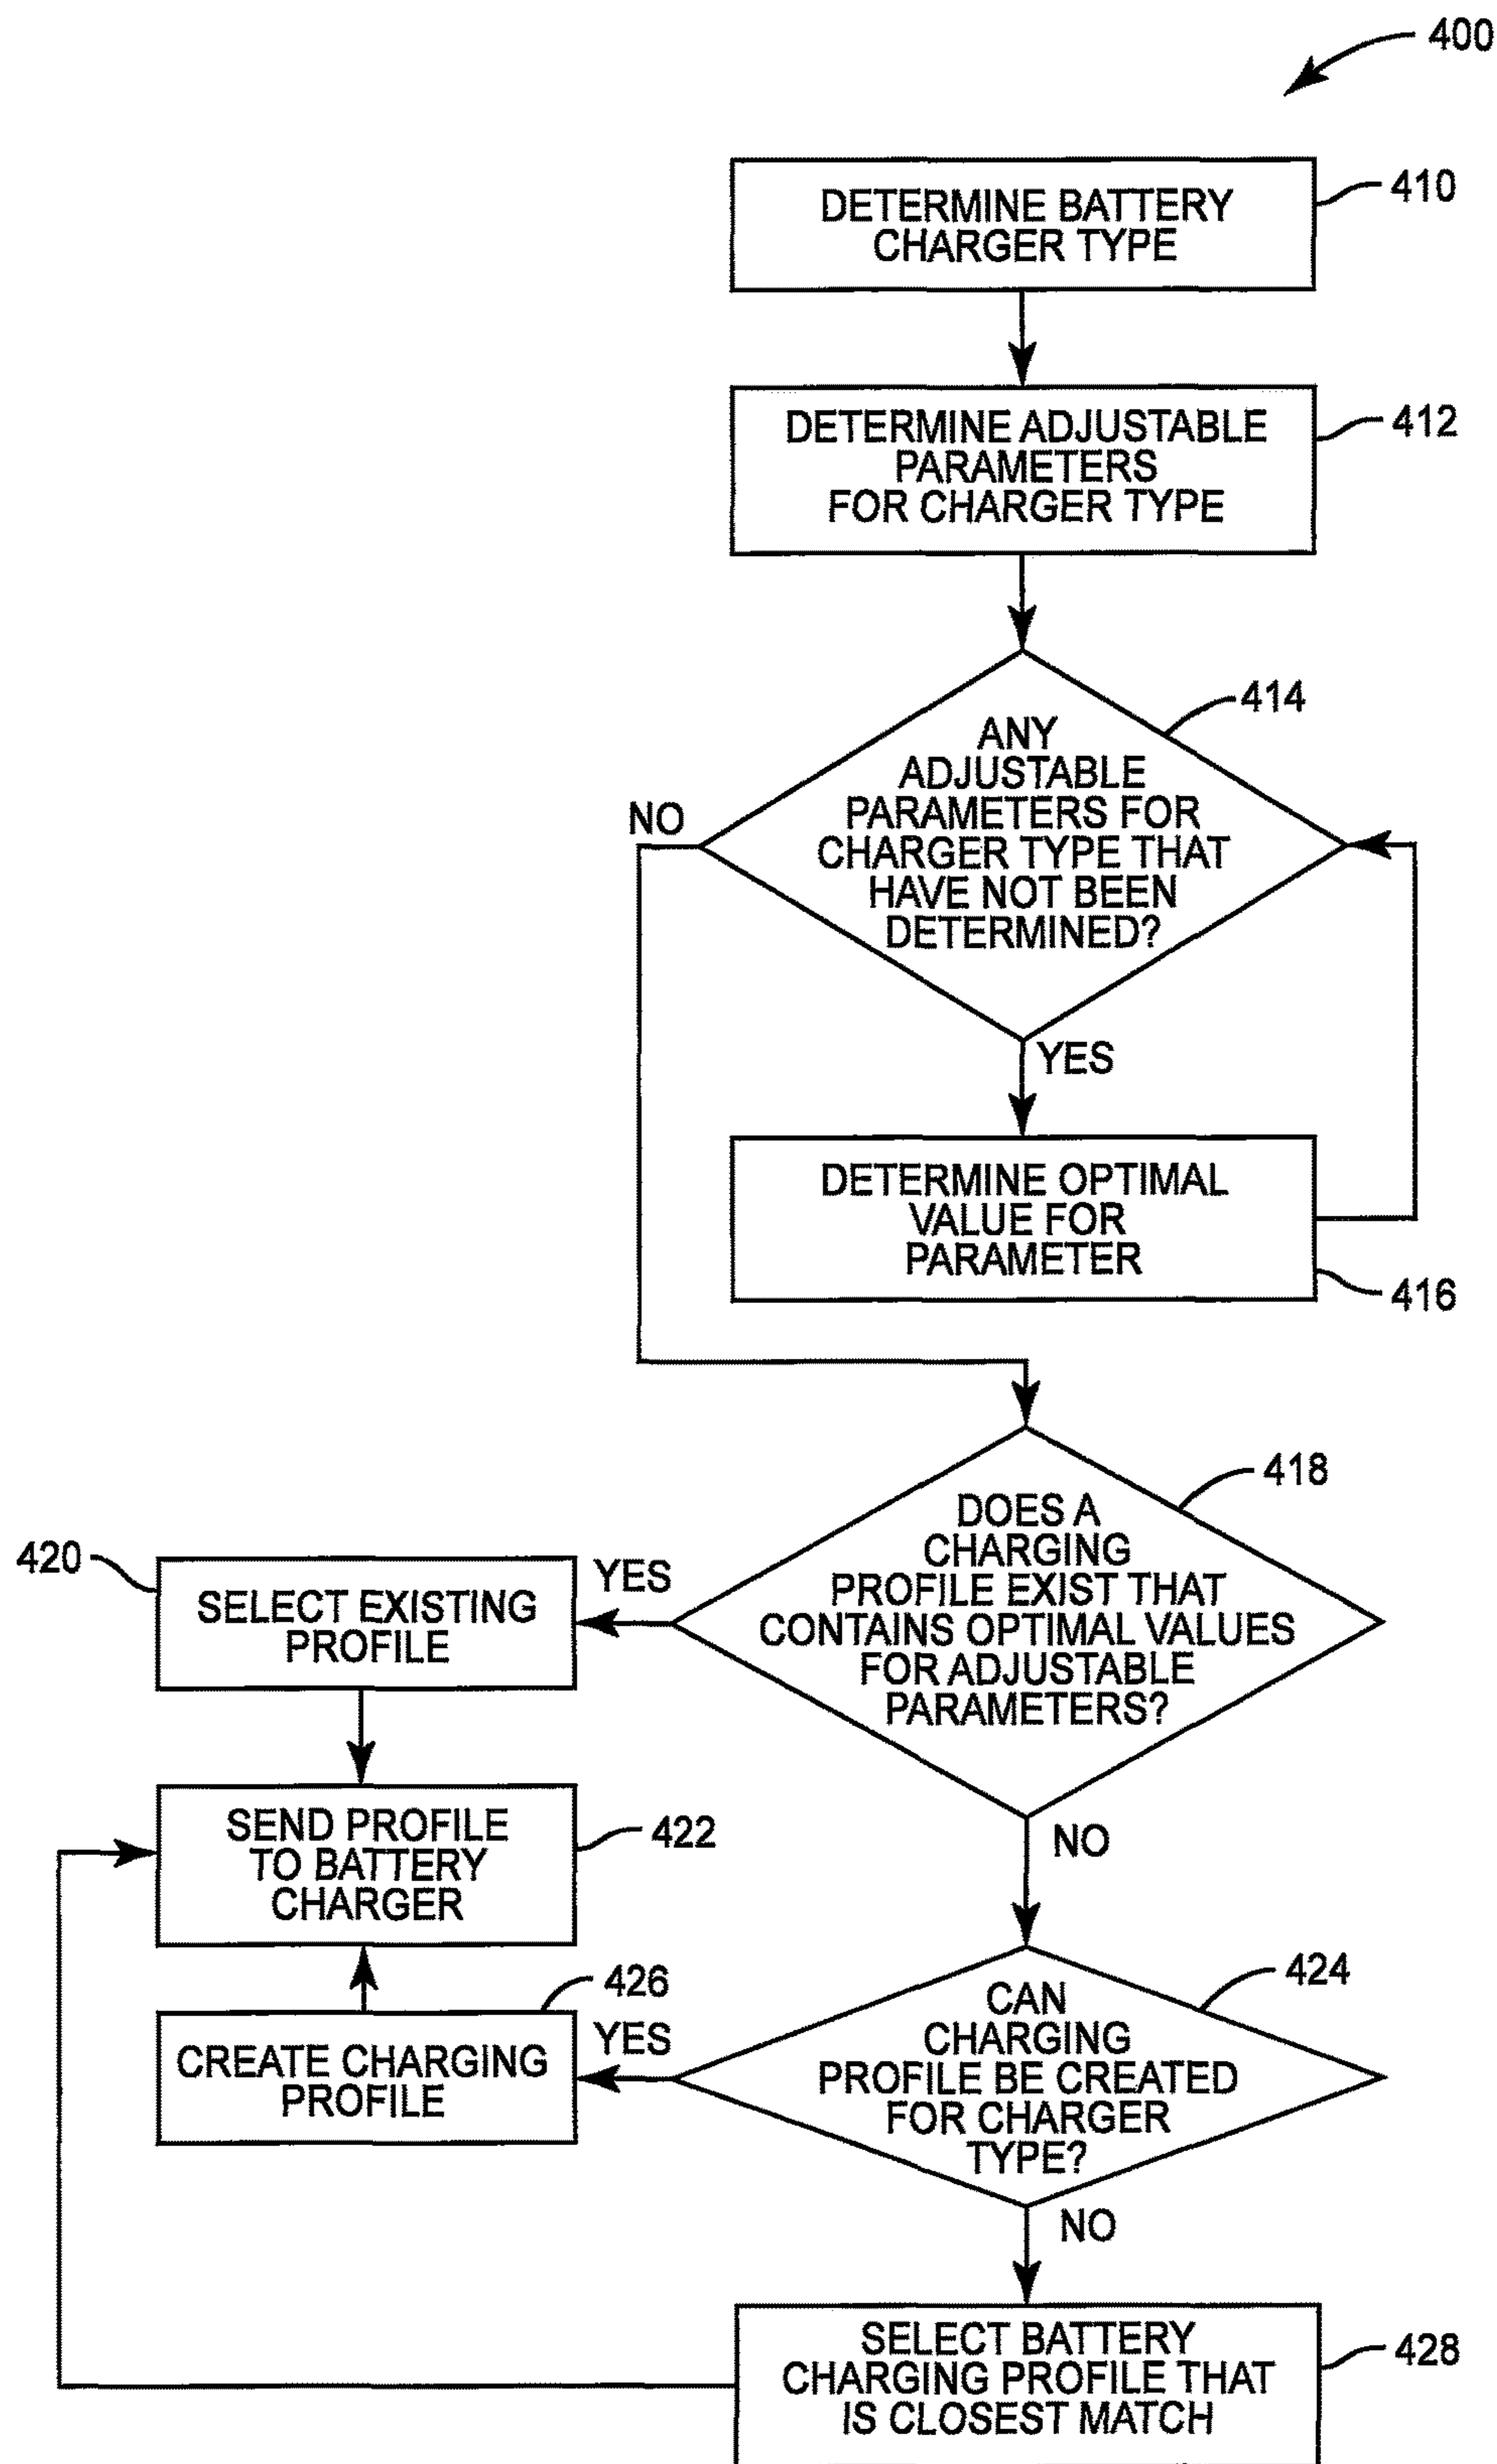 400
DETERMINE BATTERY
CHARGER TYPE
410
DETERMINE ADJUSTABLE
PARAMETERS
FOR CHARGER TYPE
412
ANY
ADJUSTABLE
PARAMETERS FOR
CHARGER TYPE THAT
HAVE NOT BEEN
DETERMINED?
414
NO
YES
DETERMINE OPTIMAL
VALUE FOR
PARAMETER
416
DOES A
CHARGING
PROFILE EXIST THAT
CONTAINS OPTIMAL VALUES
FOR ADJUSTABLE
PARAMETERS?
418
YES
420
SELECT EXISTING
PROFILE
SEND PROFILE
TO BATTERY
CHARGER
422
NO
CAN
CHARGING
PROFILE BE CREATED
FOR CHARGER
TYPE?
424
YES
426
CREATE CHARGING
PROFILE
NO
SELECT BATTERY
CHARGING PROFILE THAT
IS CLOSEST MATCH
428